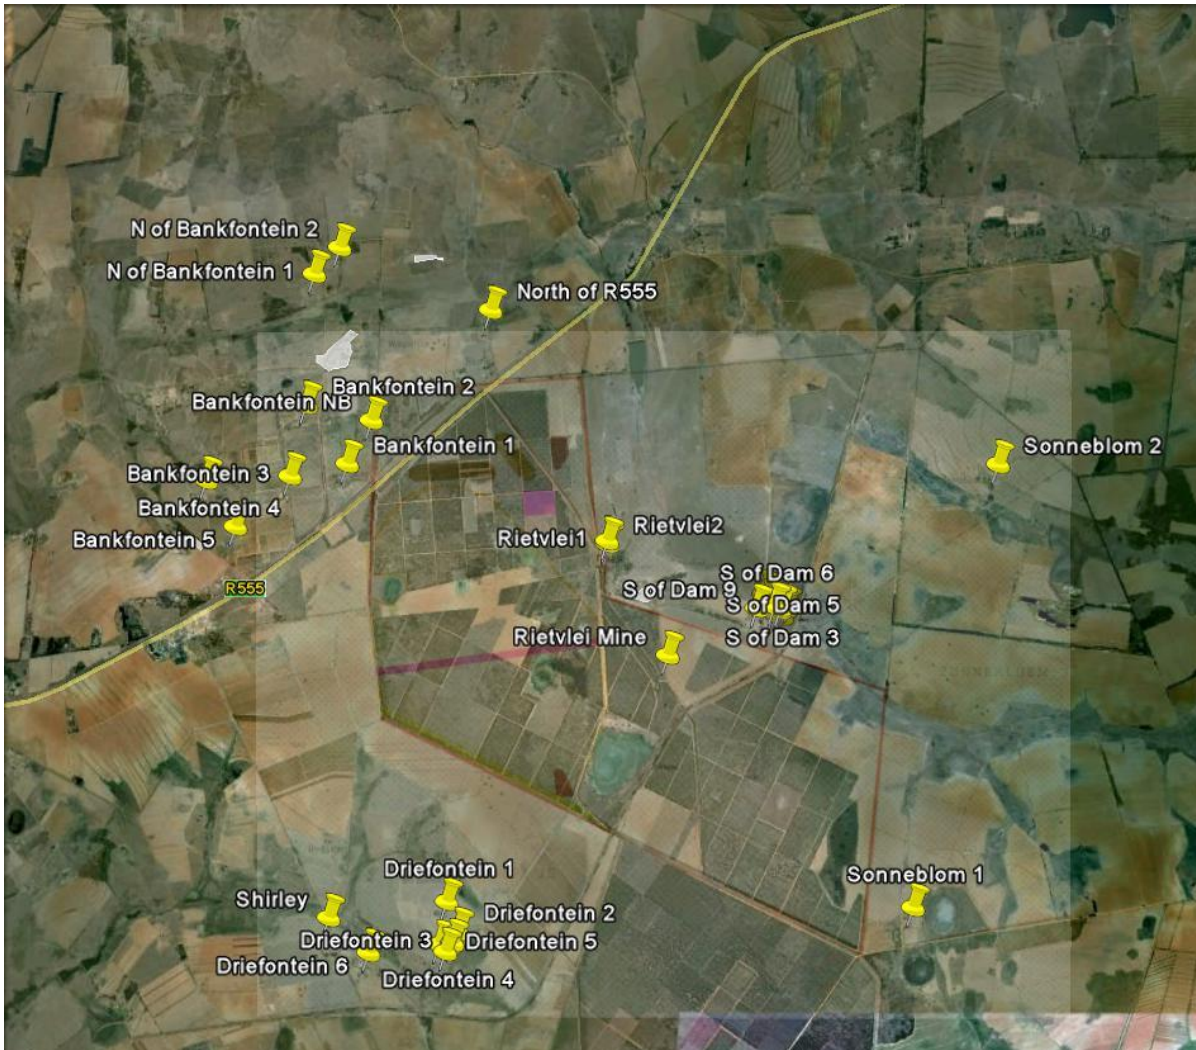 N of Bankfontein 2
N of Bankfontein 1
North of R555
Bankfontein 2
Bankfontein NB
Bankfontein 1
Sonneblom 2
Bankfontein 3
Bankfontein 4
Rietvlei2
Rietvlei1
Bankfontein 5
S of Dam 6
R555
S of Dam 9
S of Dam 5
Rietvlei Mine
S of Dam 3
Driefontein 1
Sonneblom 1
Shirley
Driefontein 2
Driefontein 3
Driefontein 5
Driefontein 6
Driefontein 4